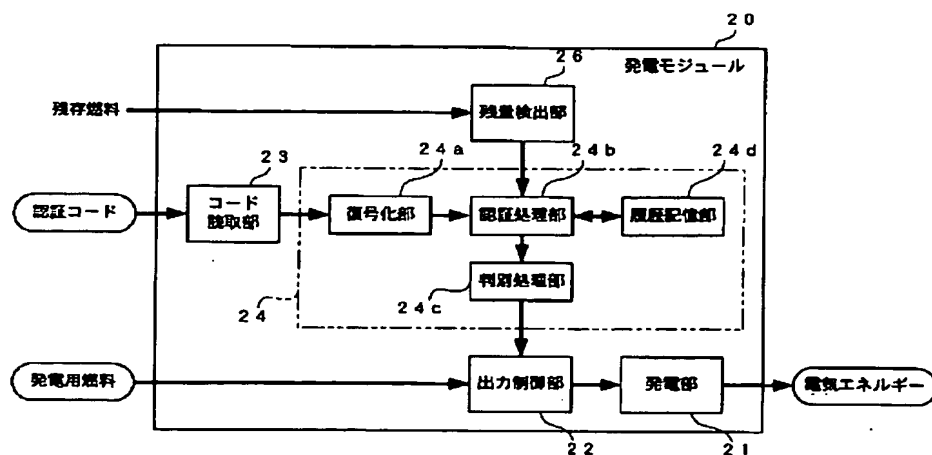 20
発電モジュール
26
残存燃料
残量検出部
23
24a
24b
24d
認証コード
コード
読取部
復号化部
認証処理部
履歴記憶部
判別処理部
24
24c
発電用燃料
出力制御部
発電部
電気エネルギー
22
21